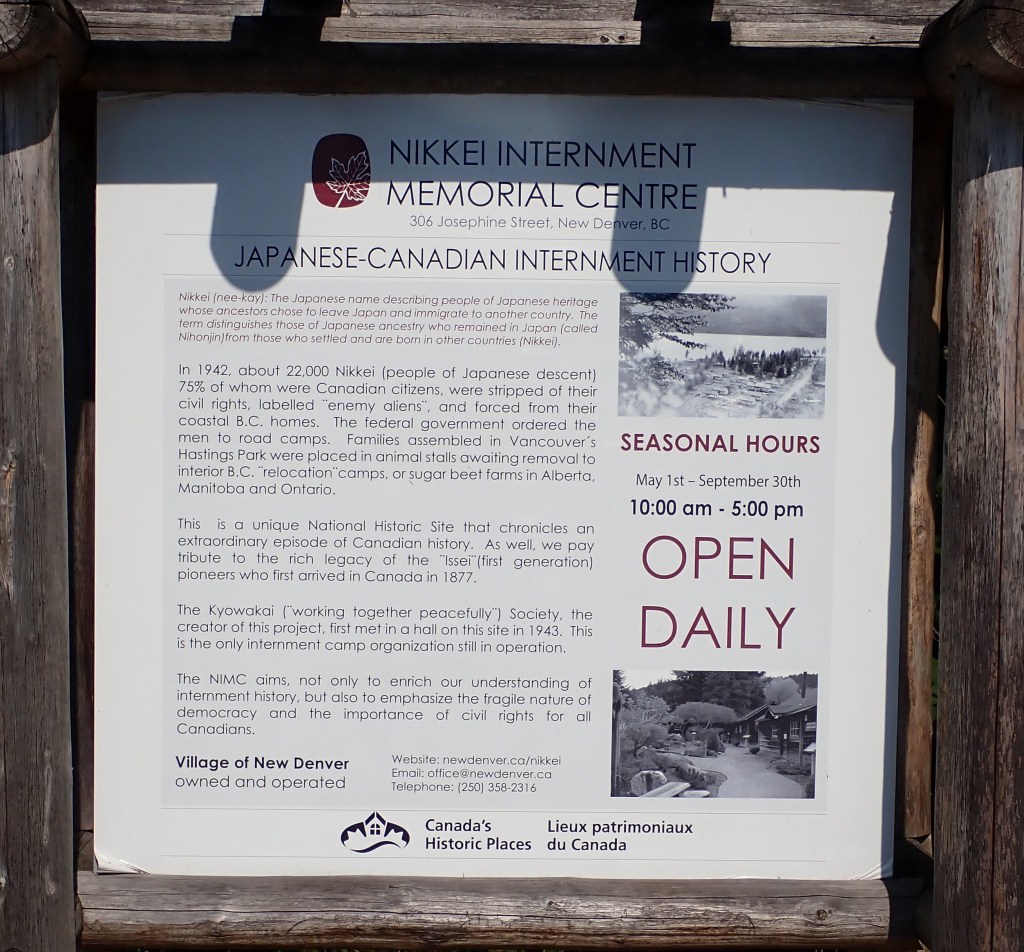 NIKKEI INTERNMENT
MEMORIAL CENTRE
306 Josephine Street, New Denver, BC
JAPANESE-CANADIAN INTERNMENT HISTORY
Nikkei (nee-kay): The Japanese name describing people of Japanese heritage
whose ancestors chose to leave Japan and immigrate to another country. The
term distinguishes those of Japanese ancestry who remained in Japan (called
Nihonjin)from those who settled and are born in other countries (Nikkei).
In 1942, about 22,000 Nikkei (people of Japanese descent)
75% of whom were Canadian citizens, were stripped of their
civil rights, labelled ¨enemy aliens¨, and forced from their
coastal B.C. homes. The federal government ordered the
men to road camps. Families assembled in Vancouver´s
Hastings Park were placed in animal stalls awaiting removal to
interior B.C. ¨relocation¨camps, or sugar beet farms in Alberta,
Manitoba and Ontario.
This is a unique National Historic Site that chronicles an
extraordinary episode of Canadian history. As well, we pay
tribute to the rich legacy of the ¨Issei¨(first generation)
pioneers who first arrived in Canada in 1877.
The Kyowakai (¨working together peacefully¨) Society, the
creator of this project, first met in a hall on this site in 1943. This
is the only internment camp organization still in operation.
The NIMC aims, not only to enrich our understanding of
internment history, but also to emphasize the fragile nature of
democracy and the importance of civil rights for all
Canadians.
Village of New Denver
owned and operated
Website: newdenver.ca/nikkei
Email: office@newdenver.ca
Telephone: (250) 358-2316
SEASONAL HOURS
May 1st – September 30th
10:00 am - 5:00 pm
OPEN
DAILY
Canada's
Historic Places
Lieux patrimoniaux
du Canada